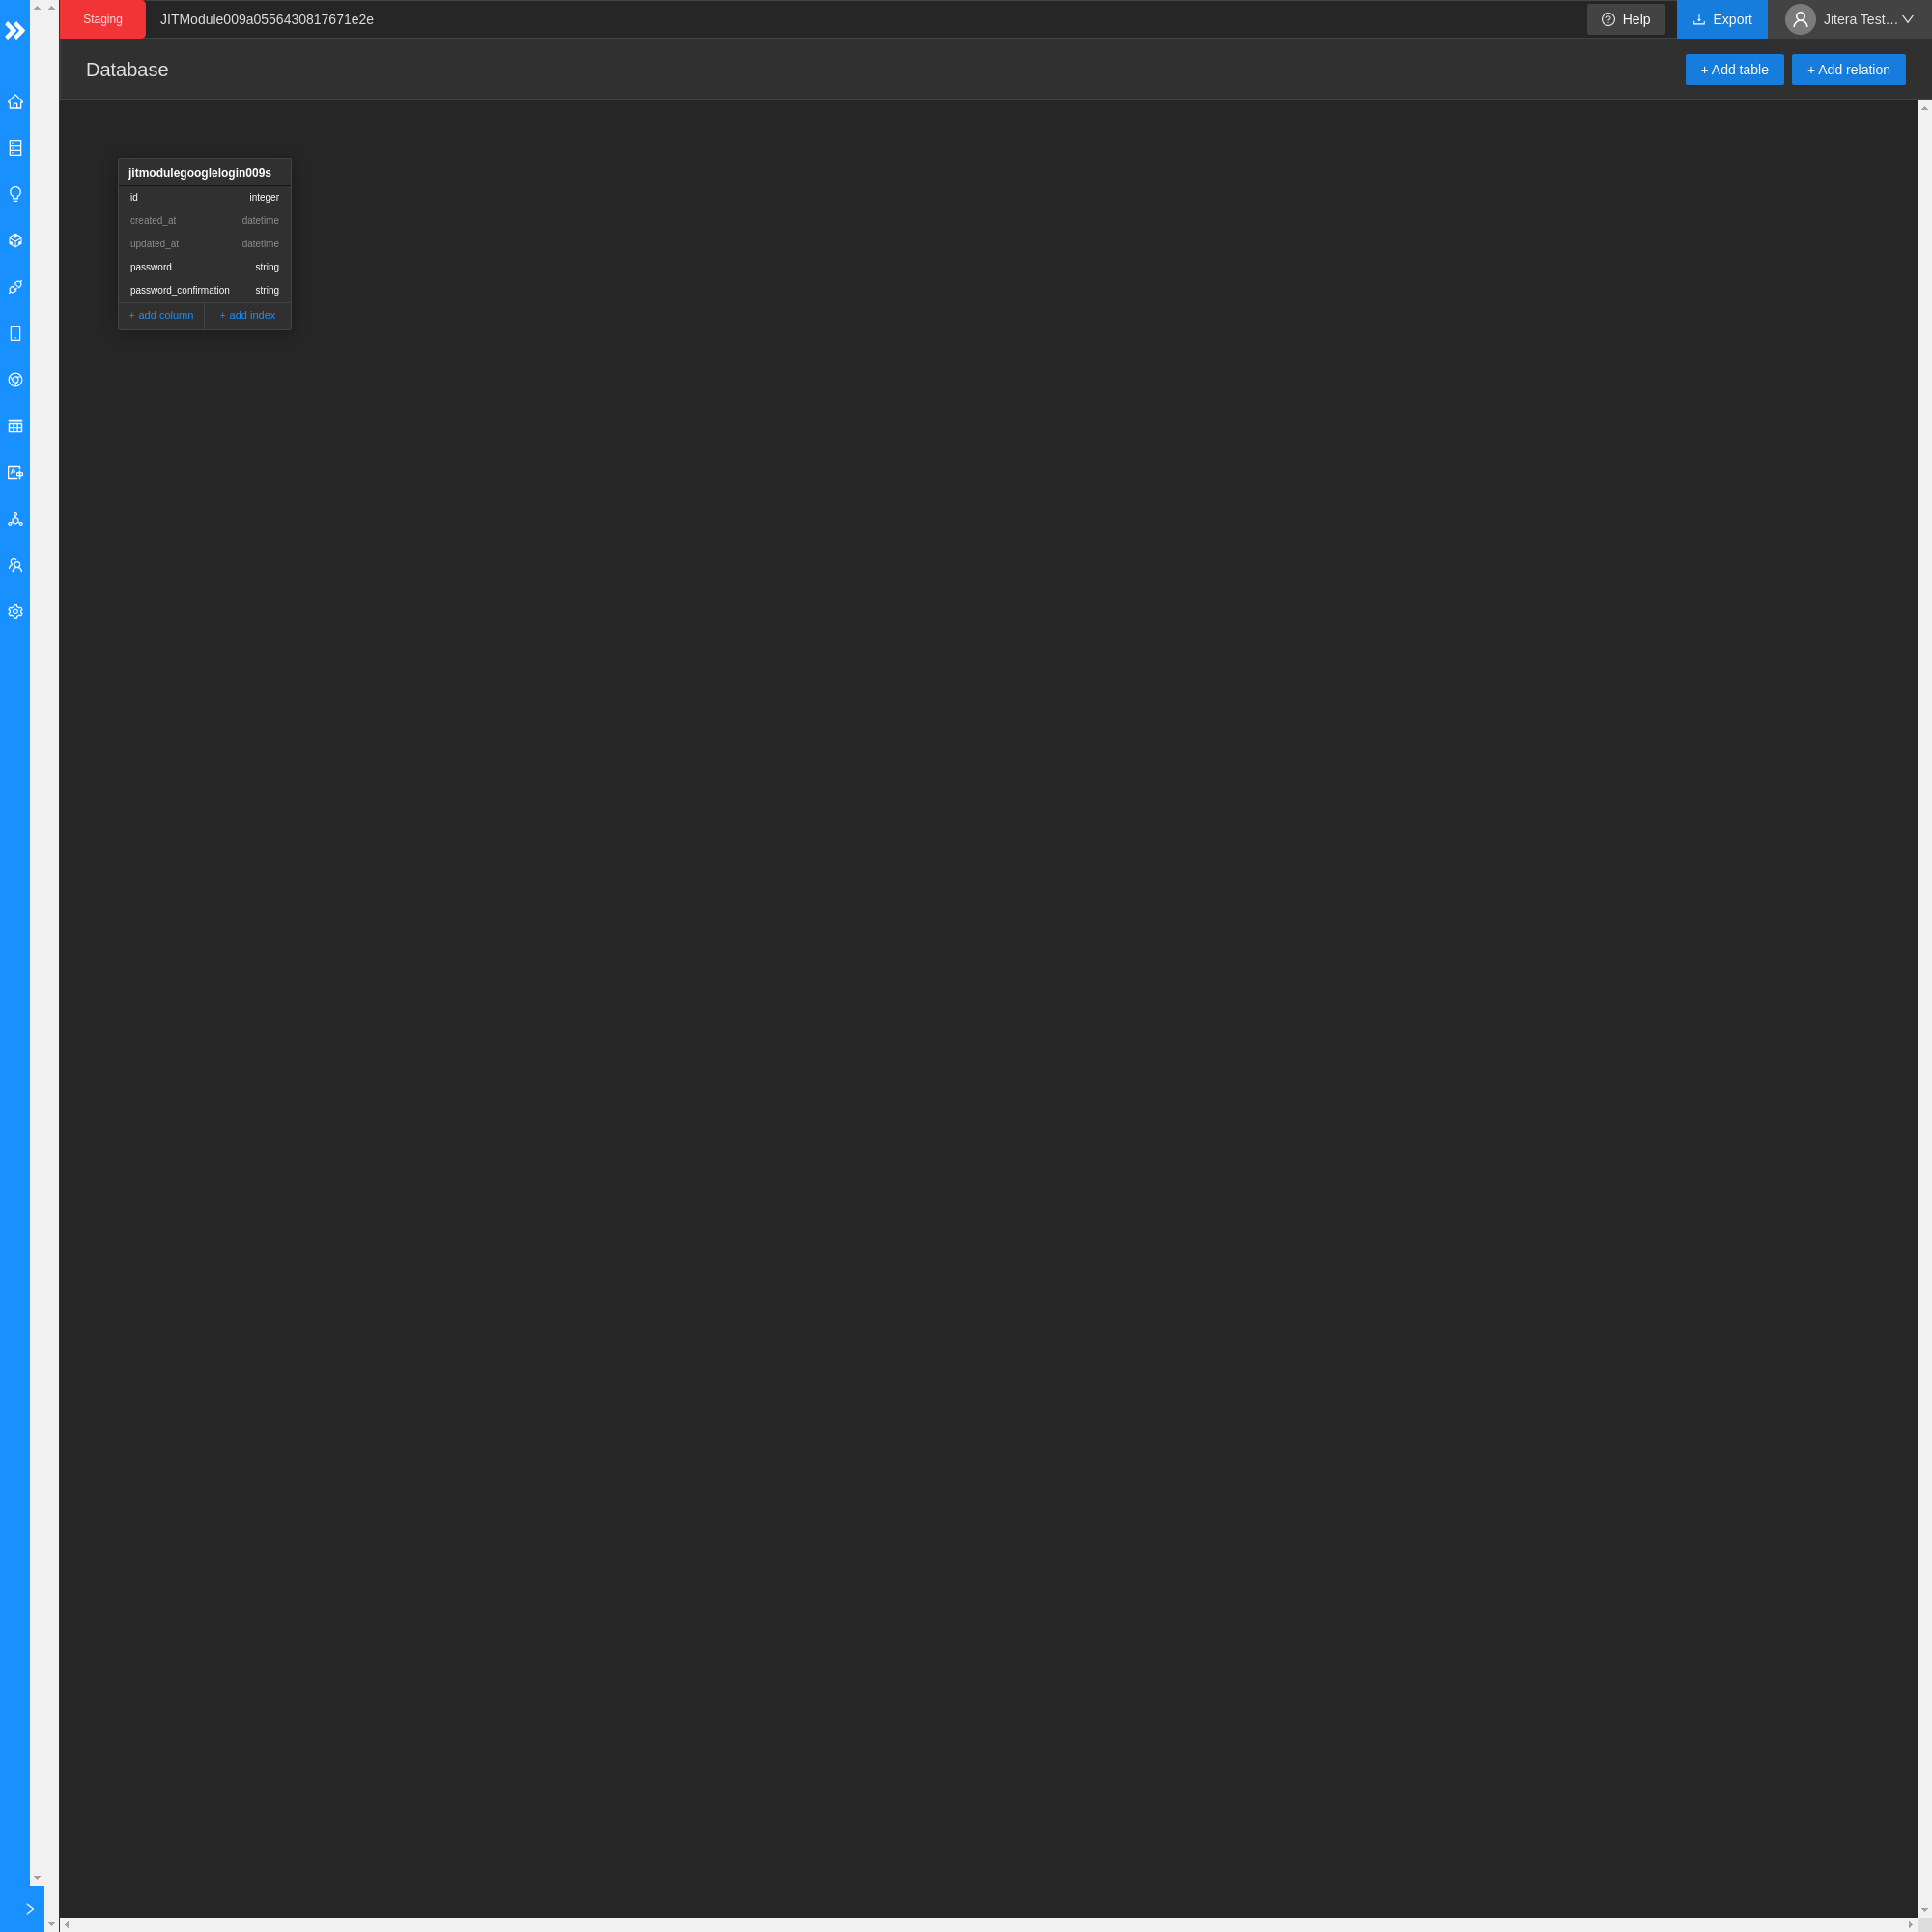 Staging JITModule009a0556430817671e2e Help Export Jitera Test…
Database + Add table + Add relation
jitmodulegooglelogin009s
id integer
created_at datetime
updated_at datetime
password string
password_confirmation string
+ add column + add index